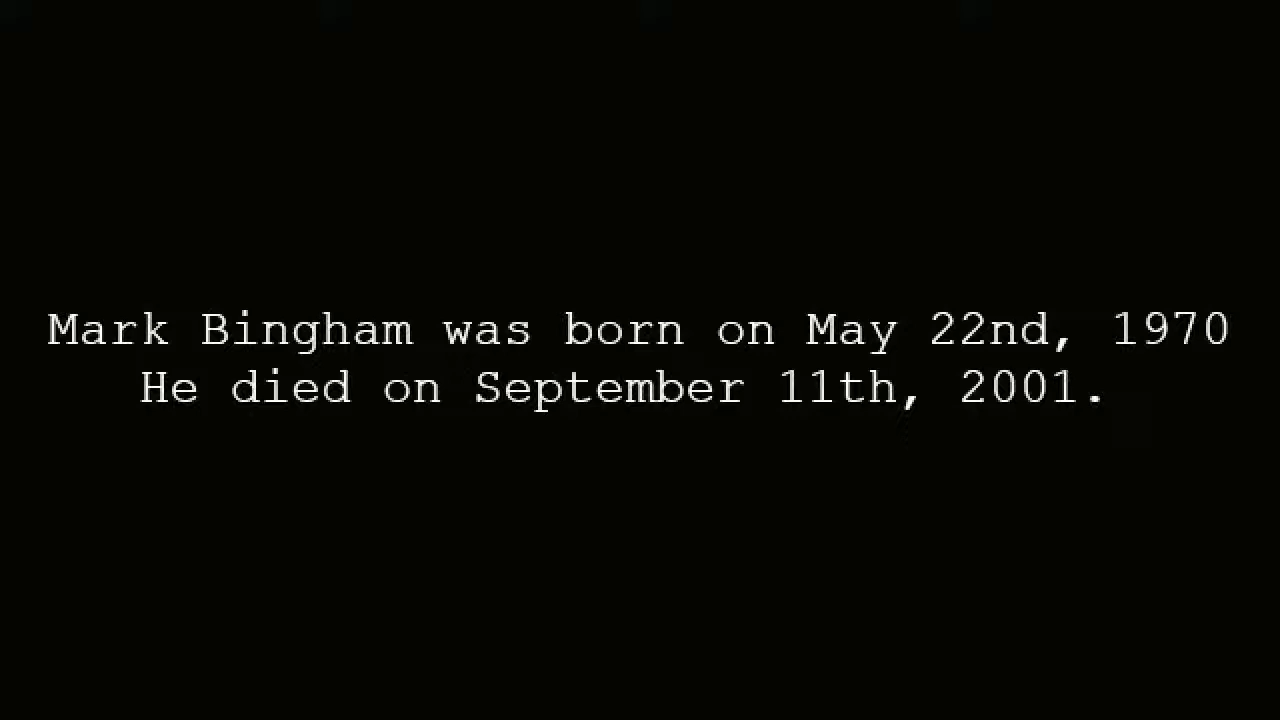 Mark Bingham was born on May 22nd, 1970
He died on September 11th, 2001.